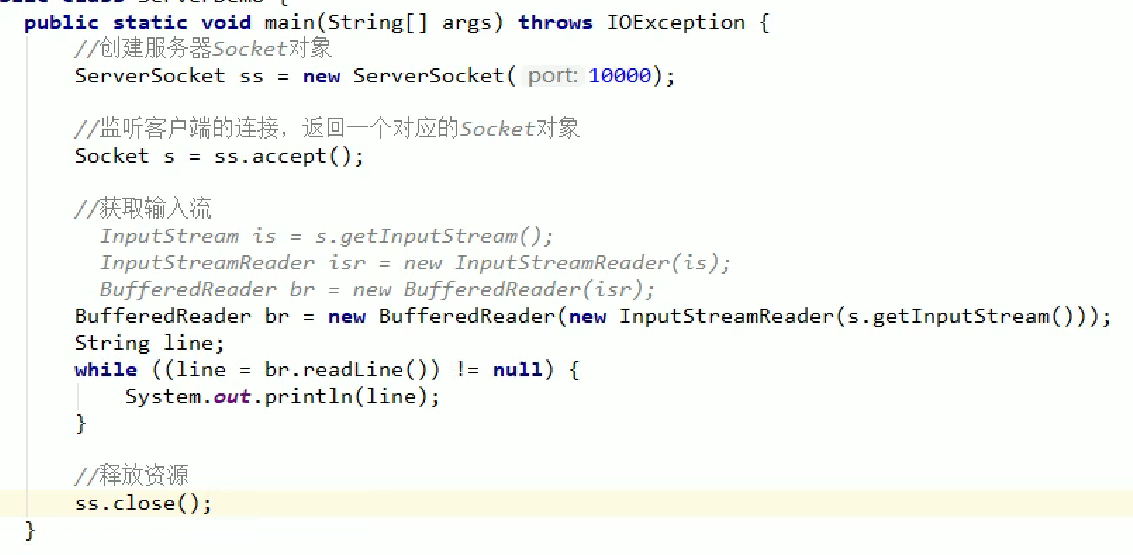 public class ServerDemo {
public static void main(String[] args) throws IOException {
//创建服务器Socket对象
ServerSocket ss = new ServerSocket( port: 10000);
//监听客户端的连接，返回一个对应的Socket对象
Socket s = ss.accept();
//获取输入流
InputStream is = s.getInputStream();
InputStreamReader isr = new InputStreamReader(is);
BufferedReader br = new BufferedReader(isr);
BufferedReader br = new BufferedReader(new InputStreamReader(s.getInputStream()));
String line;
while ((line = br.readLine()) != null) {
System.out.println(line);
}
//释放资源
ss.close();
}